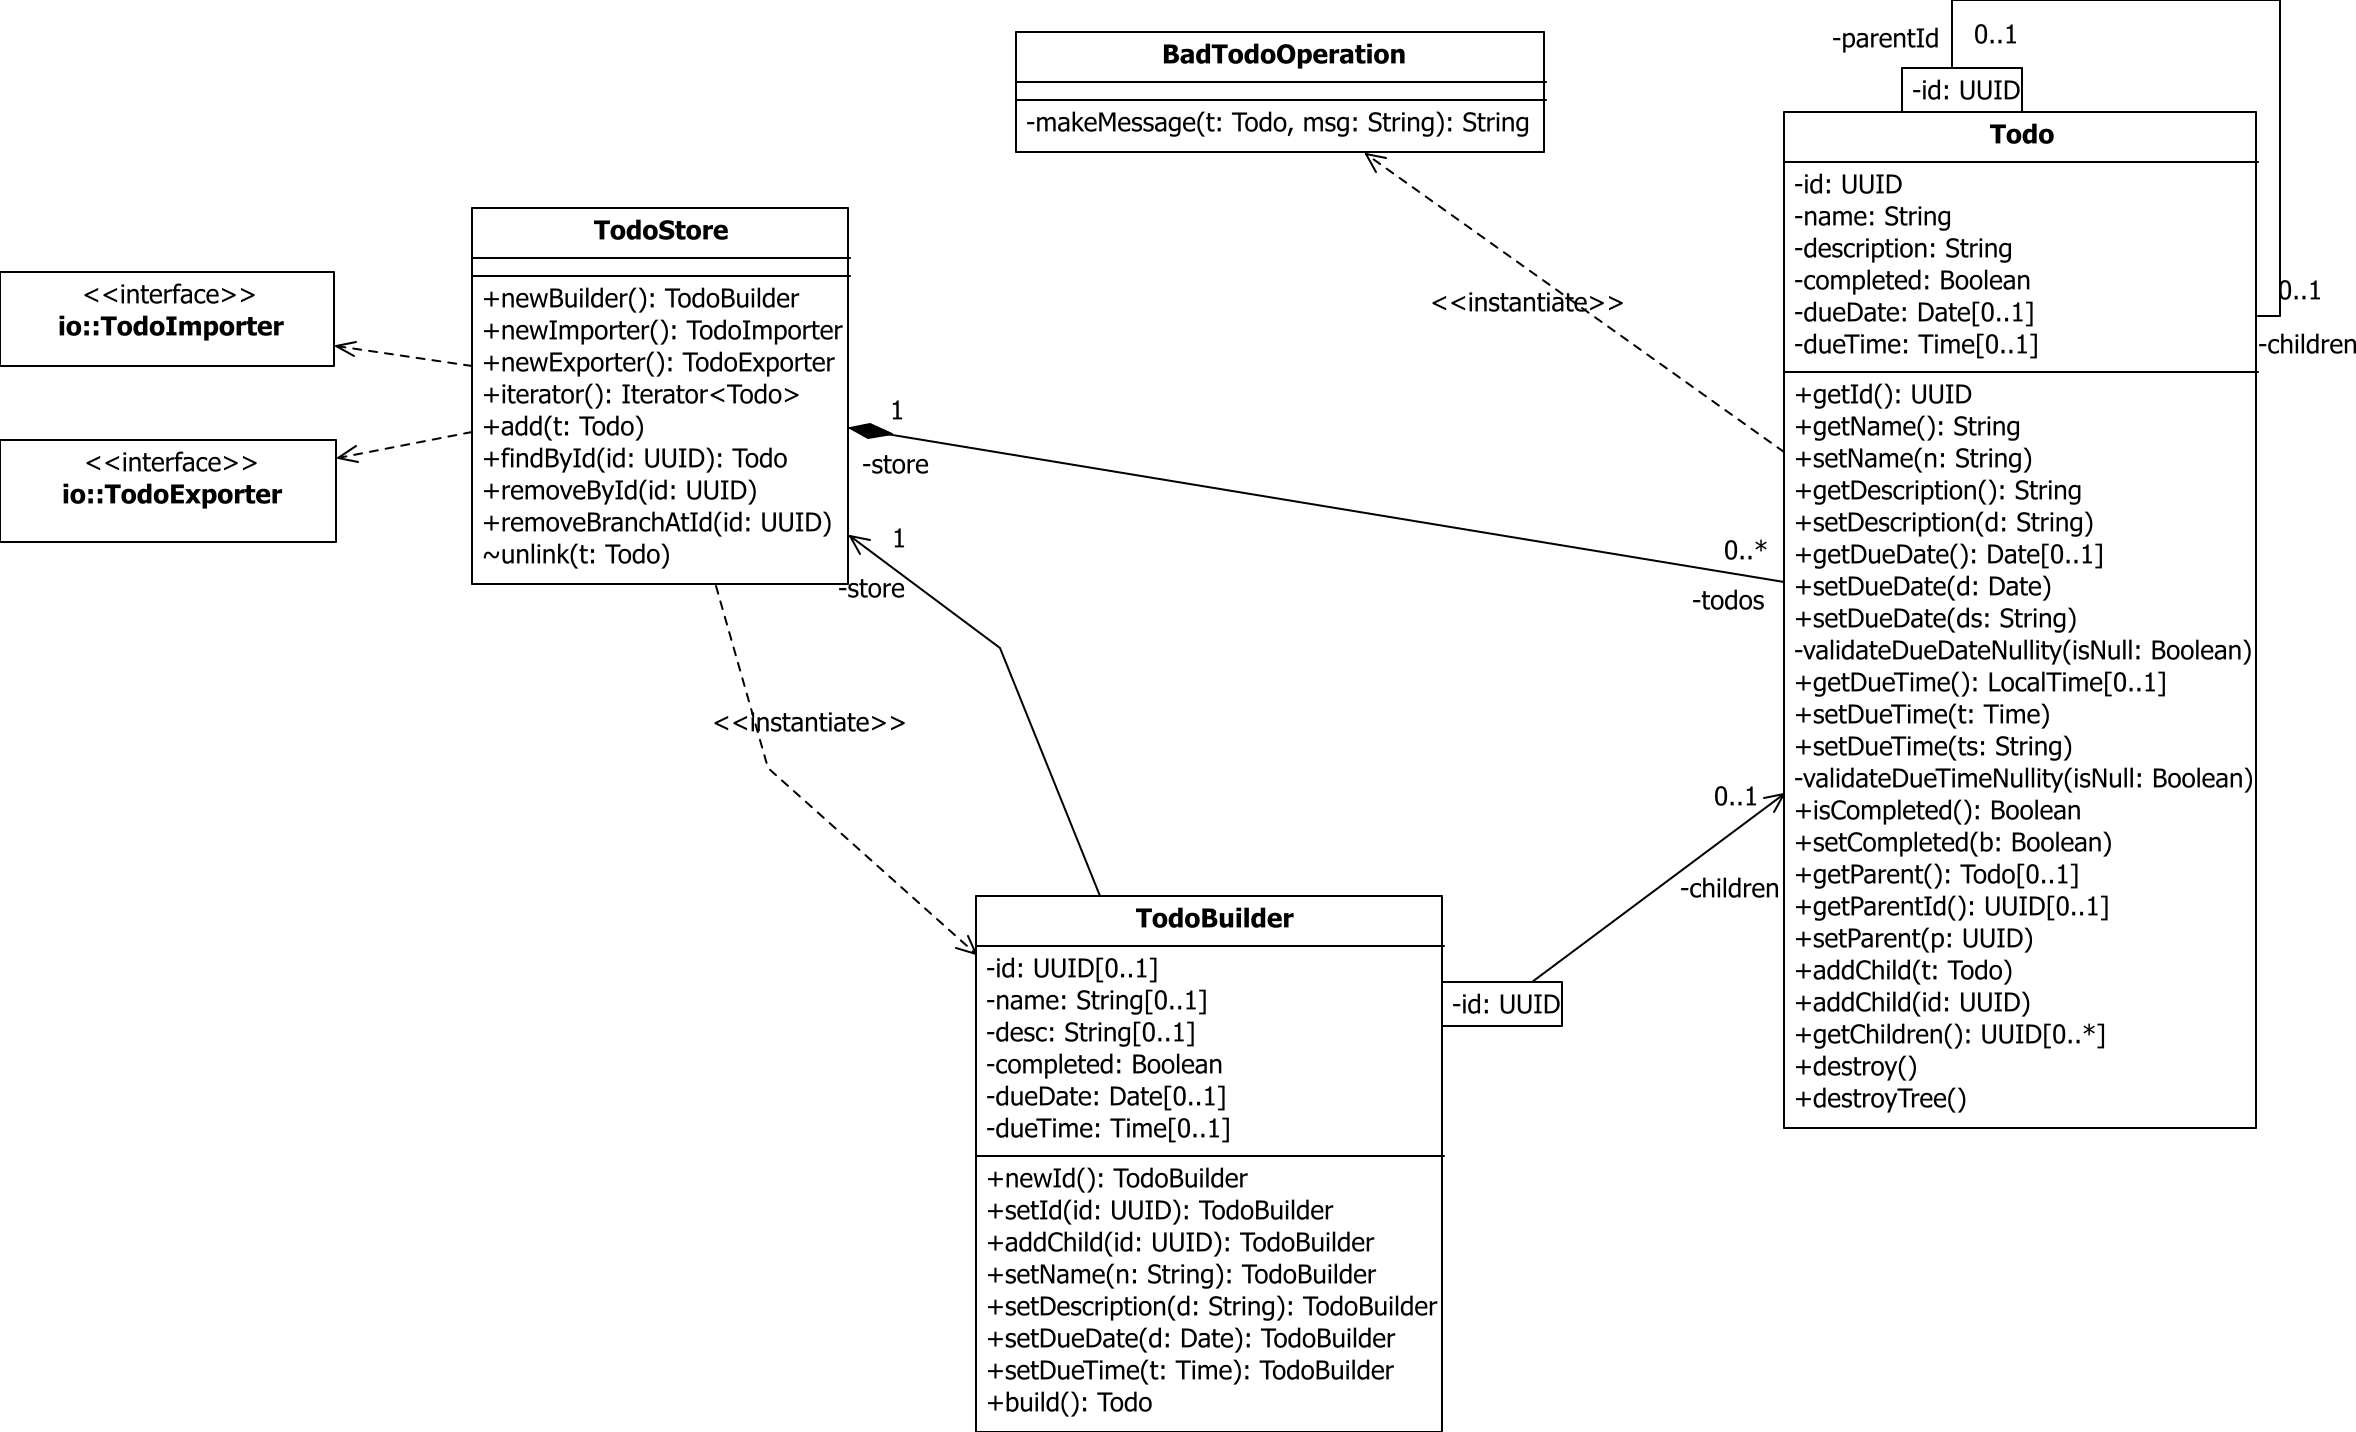 BadTodoOperation
-makeMessage(t: Todo, msg: String): String
-parentId
0..1
-id: UUID
Todo
-id: UUID
-name: String
-description: String
-completed: Boolean
-dueDate: Date[0..1]
-dueTime: Time[0..1]
+getId(): UUID
+getName(): String
+setName(n: String)
+getDescription(): String
+setDescription(d: String)
+getDueDate(): Date[0..1]
+setDueDate(d: Date)
+setDueDate(ds: String)
-validateDueDateNullity(isNull: Boolean)
+getDueTime(): LocalTime[0..1]
+setDueTime(t: Time)
+setDueTime(ts: String)
-validateDueTimeNullity(isNull: Boolean)
+isCompleted(): Boolean
+setCompleted(b: Boolean)
+getParent(): Todo[0..1]
+getParentId(): UUID[0..1]
+setParent(p: UUID)
+addChild(t: Todo)
+addChild(id: UUID)
+getChildren(): UUID[0..*]
+destroy()
+destroyTree()
0..1
-children
<<instantiate>>
TodoStore
+newBuilder(): TodoBuilder
+newImporter(): TodoImporter
+newExporter(): TodoExporter
+iterator(): Iterator<Todo>
+add(t: Todo)
+findById(id: UUID): Todo
+removeById(id: UUID)
+removeBranchAtId(id: UUID)
~unlink(t: Todo)
<<interface>>
io::TodoImporter
<<interface>>
io::TodoExporter
1
-store
0..*
-todos
1
-store
<<instantiate>>
0..1
-children
TodoBuilder
-id: UUID[0..1]
-name: String[0..1]
-desc: String[0..1]
-completed: Boolean
-dueDate: Date[0..1]
-dueTime: Time[0..1]
+newId(): TodoBuilder
+setId(id: UUID): TodoBuilder
+addChild(id: UUID): TodoBuilder
+setName(n: String): TodoBuilder
+setDescription(d: String): TodoBuilder
+setDueDate(d: Date): TodoBuilder
+setDueTime(t: Time): TodoBuilder
+build(): Todo
-id: UUID